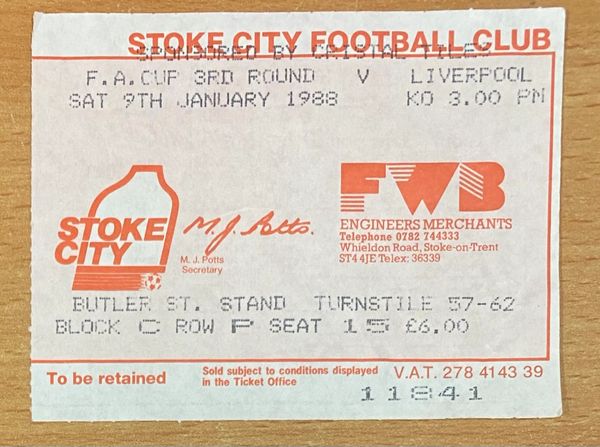 STOKE CITY FOOTBALL CLUB
SPONSORED BY CRISTAL TILES
F.A.CUP 3RD ROUND V LIVERPOOL
SAT 9TH JANUARY 1988 KO 3.00 PM
STOKE CITY
M.J. Potts.
M. J. Potts
Secretary
FWB
ENGINEERS MERCHANTS
Telephone 0782 744333
Whieldon Road, Stoke-on-Trent
ST4 4JE Telex: 36339
BUTLER ST. STAND TURNSTILE 57-62
BLOCK C ROW P SEAT 15 £6.00
To be retained
Sold subject to conditions displayed
in the Ticket Office
V.A.T. 278 4143 39
11841